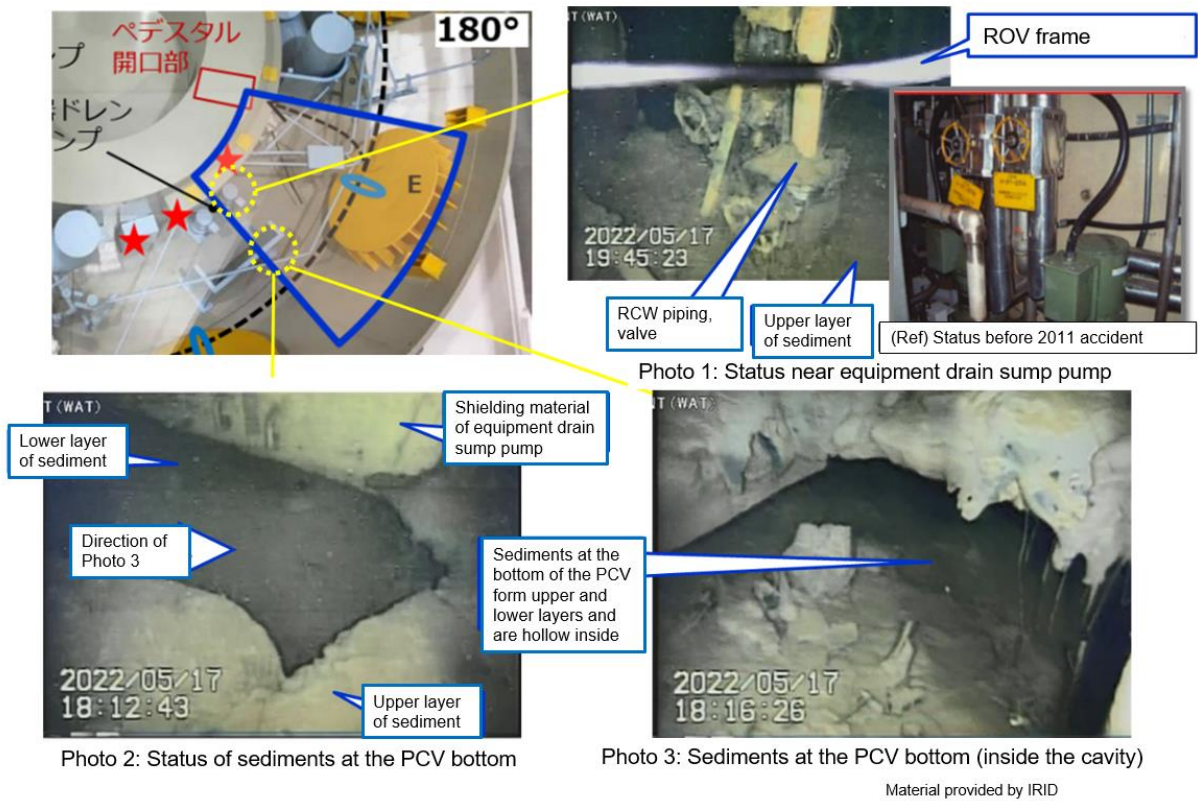 180°
ペデスタル
開口部
ンプ
ドレン
ンプ
E
T (WAT)
2022/05/17
19:45:23
ROV frame
RCW piping,
valve
Upper layer
of sediment
(Ref) Status before 2011 accident
Photo 1: Status near equipment drain sump pump
T (WAT)
Lower layer
of sediment
Shielding material
of equipment drain
sump pump
Direction of
Photo 3
2022/05/17
18:12:43
Upper layer
of sediment
Photo 2: Status of sediments at the PCV bottom
NT (WAT)
Sediments at the
bottom of the PCV
form upper and
lower layers and
are hollow inside
2022/05/17
18:16:26
Photo 3: Sediments at the PCV bottom (inside the cavity)
Material provided by IRID